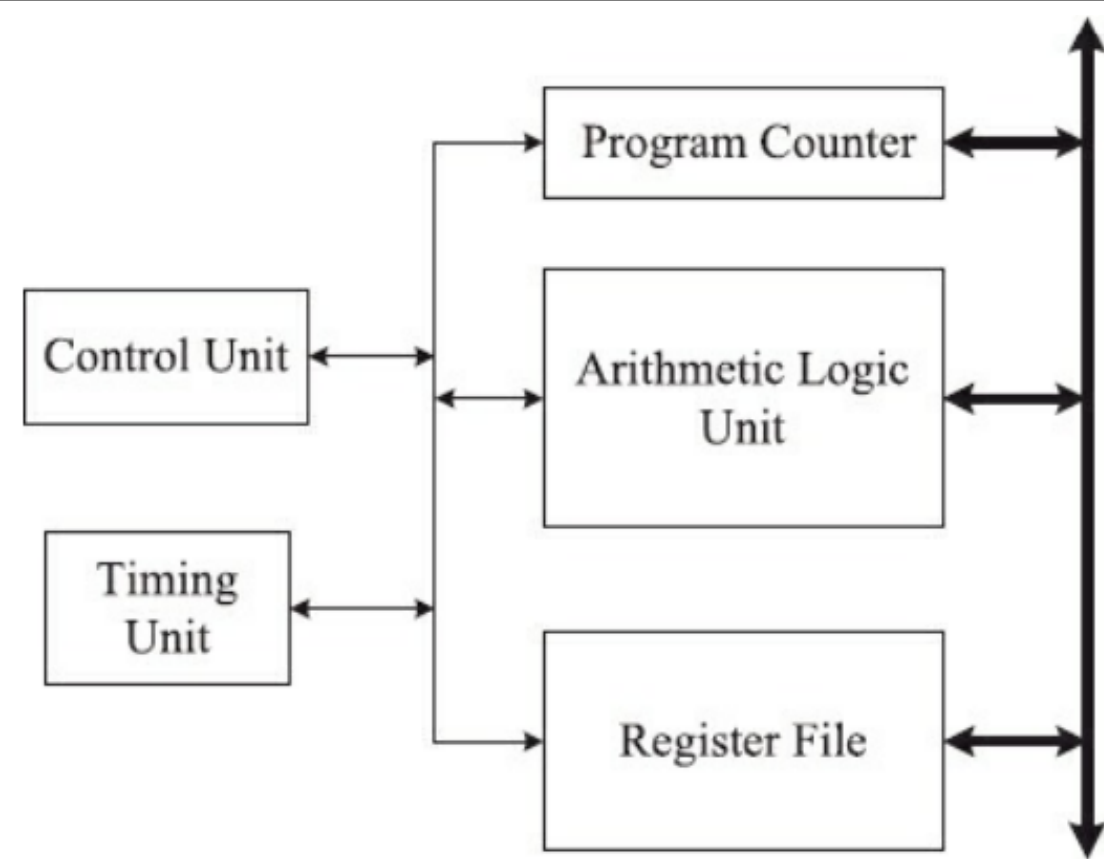 Program Counter
Control Unit
Arithmetic Logic
Unit
Timing
Unit
Register File